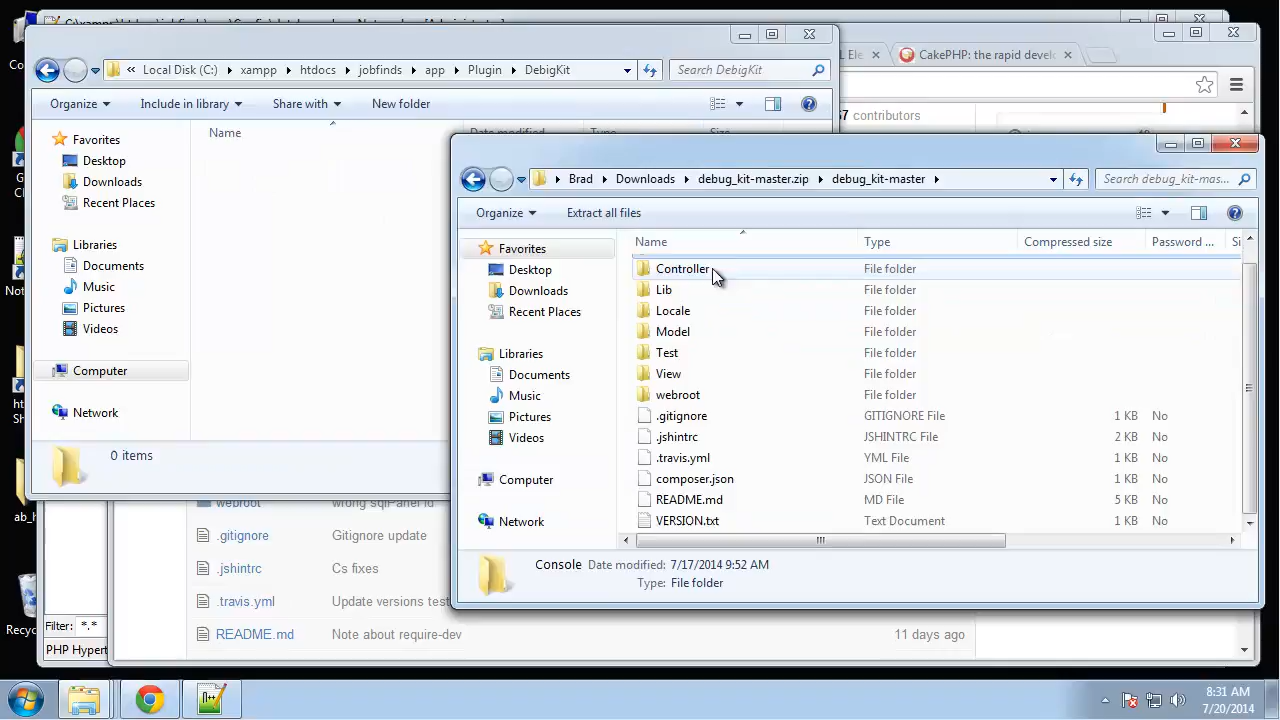 Local Disk (C:) xampp htdocs jobfinds app Plugin DebigKit
Search DebigKit
Organize Include in library Share with New folder
Name
Favorites
Desktop
Downloads
Recent Places
Libraries
Documents
Music
Pictures
Videos
Computer
Network
0 items
CakePHP: the rapid devel
contributors
Brad Downloads debug_kit-master.zip debug_kit-master
Search debug_kit-mas...
Organize Extract all files
Name Type Compressed size Password ...
Favorites
Desktop
Downloads
Recent Places
Libraries
Documents
Music
Pictures
Videos
Computer
Network
Controller File folder
Lib File folder
Locale File folder
Model File folder
Test File folder
View File folder
webroot File folder
.gitignore GITIGNORE File 1 KB No
.jshintrc JSHINTRC File 2 KB No
.travis.yml YML File 1 KB No
composer.json JSON File 1 KB No
README.md MD File 5 KB No
VERSION.txt Text Document 1 KB No
Console Date modified: 7/17/2014 9:52 AM
Type: File folder
webroot wrong sqlPanel id
.gitignore Gitignore update
.jshintrc Cs fixes
.travis.yml Update versions test
README.md Note about require-dev 11 days ago
Filter: *.*
PHP Hypert
8:31 AM
7/20/2014